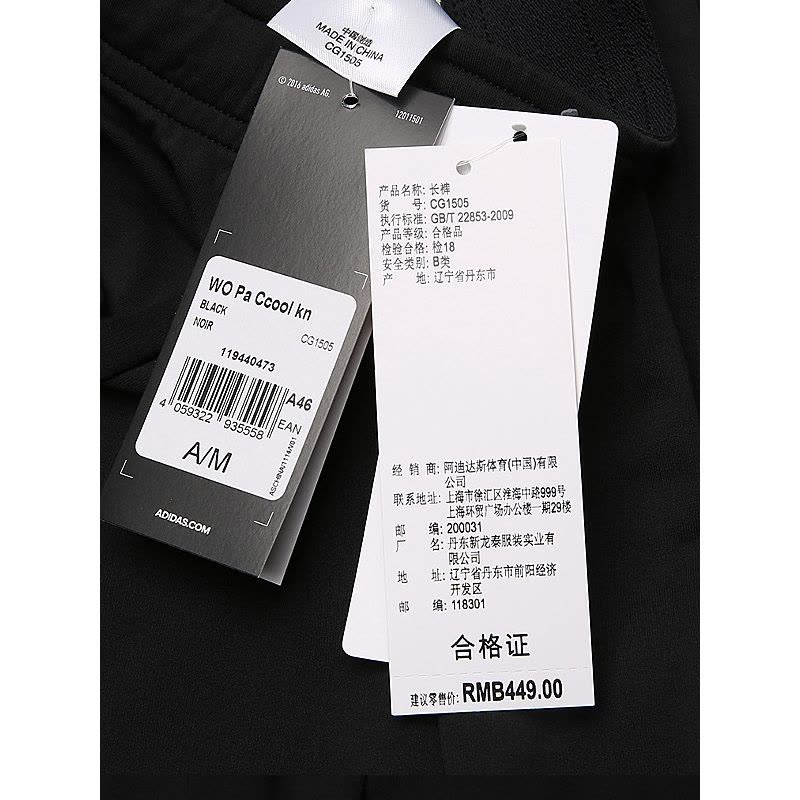 中国制造
MADE IN CHINA
CG1505
© 2016 adidas AG.
12011501
WO Pa Ccool kn
BLACK
NOIR
CG1505
119440473
A46
4 059322 935558
EAN
A/M
ASCHINA/1114/N01
ADIDAS.COM
产品名称: 长裤
货 号: CG1505
执行标准: GB/T 22853-2009
产品等级: 合格品
检验合格: 检18
安全类别: B类
产 地: 辽宁省丹东市
经 销 商: 阿迪达斯体育(中国)有限
公司
联系地址: 上海市徐汇区淮海中路999号
上海环贸广场办公楼一期29楼
邮 编: 200031
厂 名: 丹东新龙泰服装实业有
限公司
地 址: 辽宁省丹东市前阳经济
开发区
邮 编: 118301
合格证
建议零售价: RMB449.00